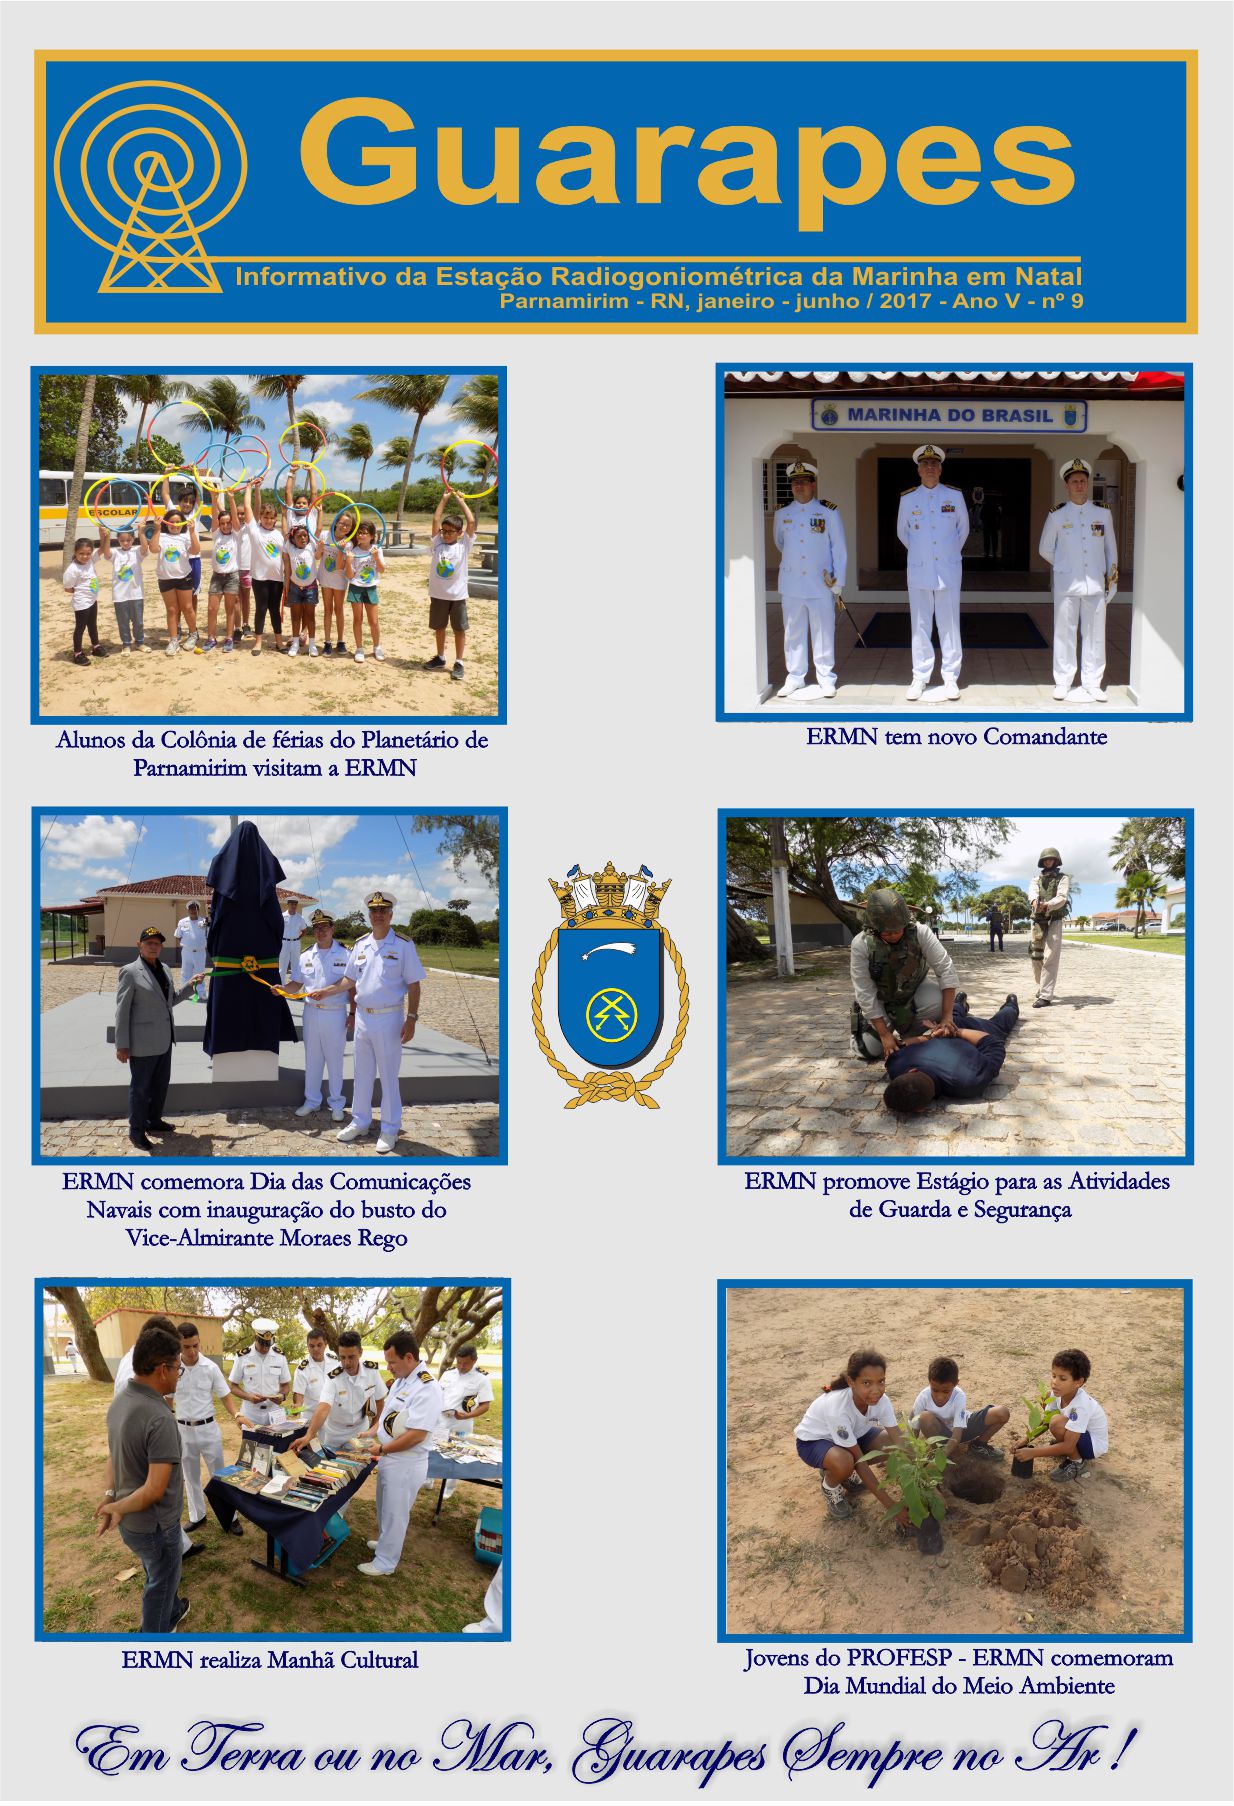 Guarapes
Informativo da Estação Radiogoniométrica da Marinha em Natal
Parnamirim - RN, janeiro - junho / 2017 - Ano V - nº 9
ESCOLAR
Alunos da Colônia de férias do Planetário de
Parnamirim visitam a ERMN
MARINHA DO BRASIL
ERMN tem novo Comandante
ERMN comemora Dia das Comunicações
Navais com inauguração do busto do
Vice-Almirante Moraes Rego
ERMN promove Estágio para as Atividades
de Guarda e Segurança
ERMN realiza Manhã Cultural
Jovens do PROFESP - ERMN comemoram
Dia Mundial do Meio Ambiente
Em Terra ou no Mar, Guarapes Sempre no Ar !